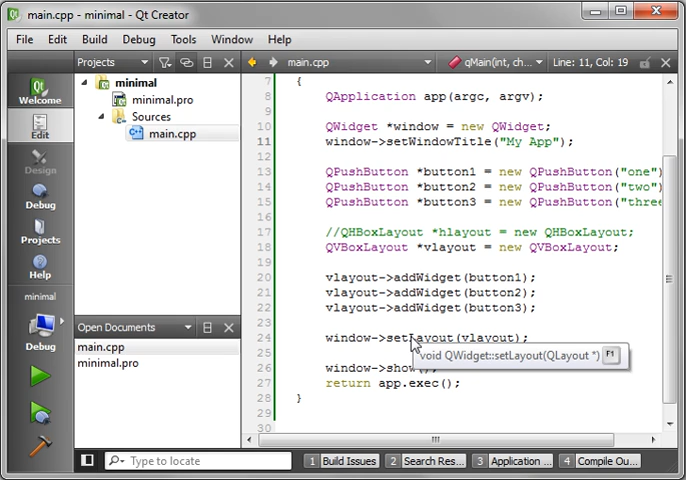 main.cpp - minimal - Qt Creator
File Edit Build Debug Tools Window Help
Projects main.cpp qMain(int, ch... Line: 11, Col: 19
Welcome
Edit
Design
Debug
Projects
Help
minimal
Debug
minimal
minimal.pro
Sources
main.cpp
Open Documents
main.cpp
minimal.pro
7 {
8 QApplication app(argc, argv);
9
10 QWidget *window = new QWidget;
11 window->setWindowTitle("My App");
12
13 QPushButton *button1 = new QPushButton("one")
14 QPushButton *button2 = new QPushButton("two")
15 QPushButton *button3 = new QPushButton("three
16
17 //QHBoxLayout *hlayout = new QHBoxLayout;
18 QVBoxLayout *vlayout = new QVBoxLayout;
19
20 vlayout->addWidget(button1);
21 vlayout->addWidget(button2);
22 vlayout->addWidget(button3);
23
24 window->setLayout(vlayout);
25 void QWidget::setLayout(QLayout *) F1
26 window->show();
27 return app.exec();
28 }
29
30
Type to locate 1 Build Issues 2 Search Res... 3 Application ... 4 Compile Ou...